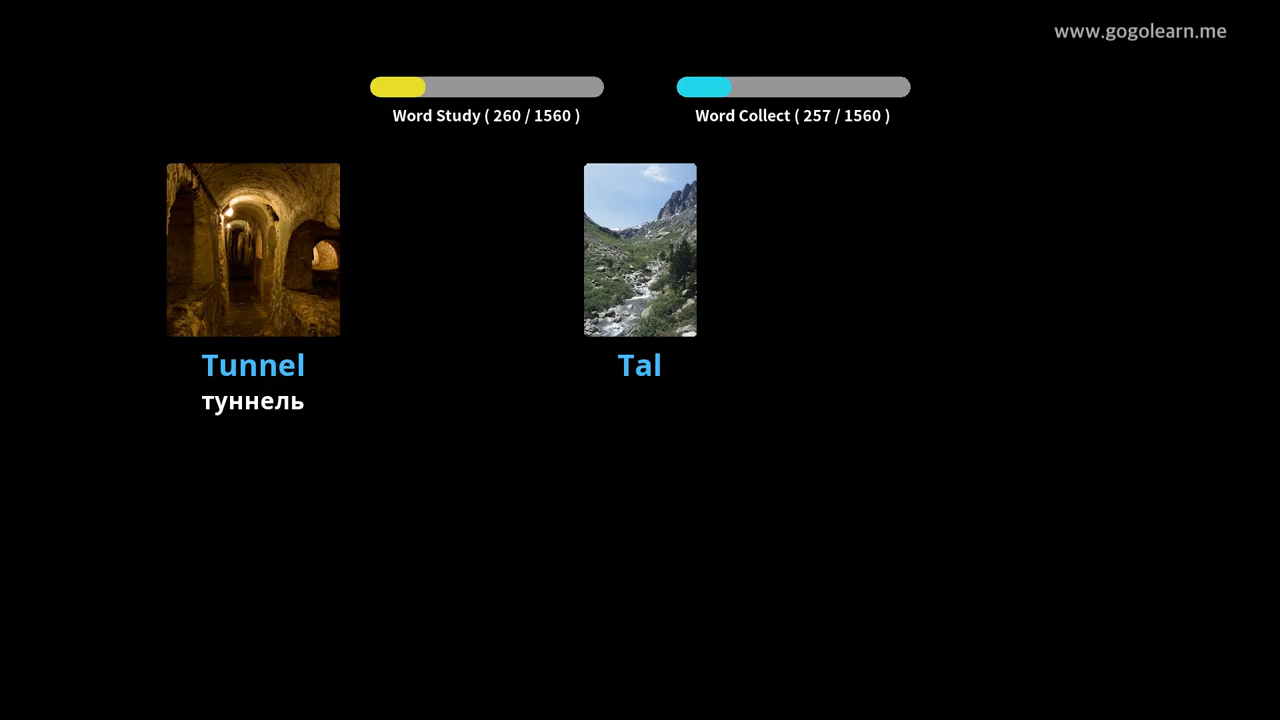 www.gogolearn.me
Word Study ( 260 / 1560 )
Word Collect ( 257 / 1560 )
Tunnel
туннель
Tal